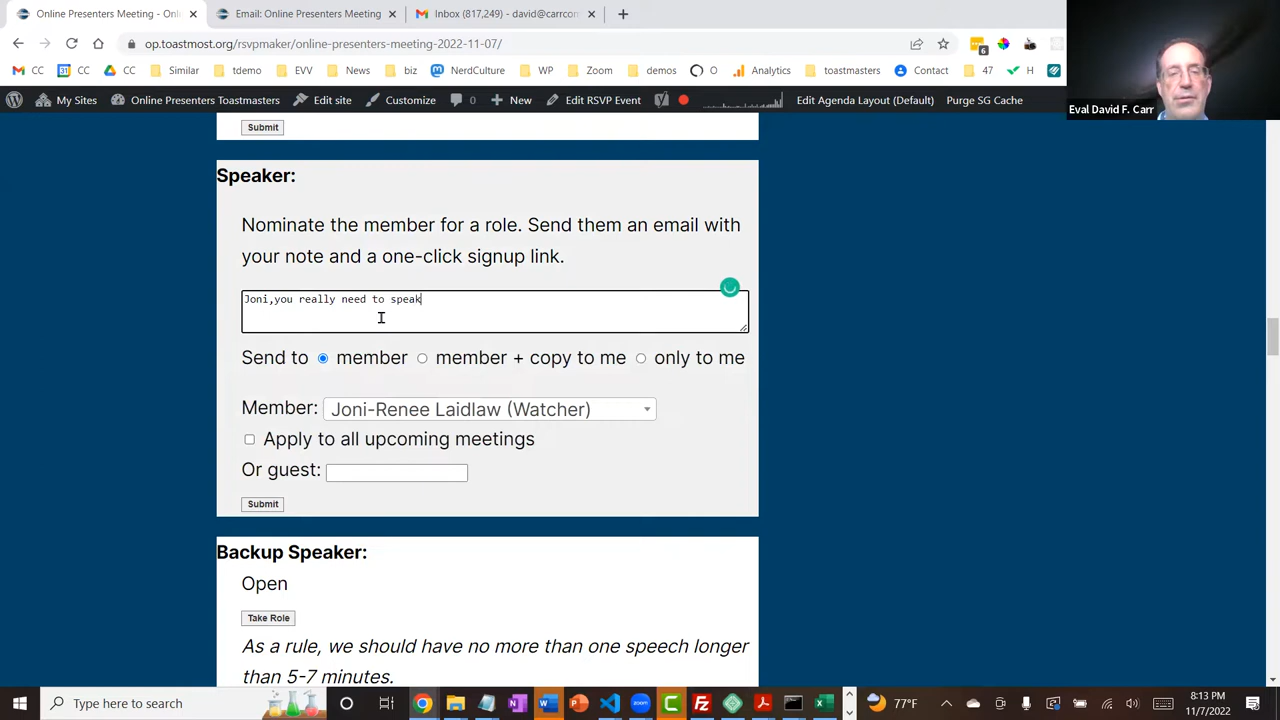 Online Presenters Meeting - Onl
Email: Online Presenters Meeting
Inbox (817,249) - david@carrcom
op.toastmost.org/rsvpmaker/online-presenters-meeting-2022-11-07/
6
CC
CC
CC
Similar
tdemo
EVV
News
biz
NerdCulture
WP
Zoom
demos
O
Analytics
toastmasters
Contact
47
H
My Sites
Online Presenters Toastmasters
Edit site
Customize
0
New
Edit RSVP Event
Edit Agenda Layout (Default)
Purge SG Cache
Eval David F. Carr
Submit
Speaker:
Nominate the member for a role. Send them an email with
your note and a one-click signup link.
Joni,you really need to speak
Send to member member + copy to me only to me
Member: Joni-Renee Laidlaw (Watcher)
Apply to all upcoming meetings
Or guest:
Submit
Backup Speaker:
Open
Take Role
As a rule, we should have no more than one speech longer
than 5-7 minutes.
Type here to search
77°F
8:13 PM
11/7/2022